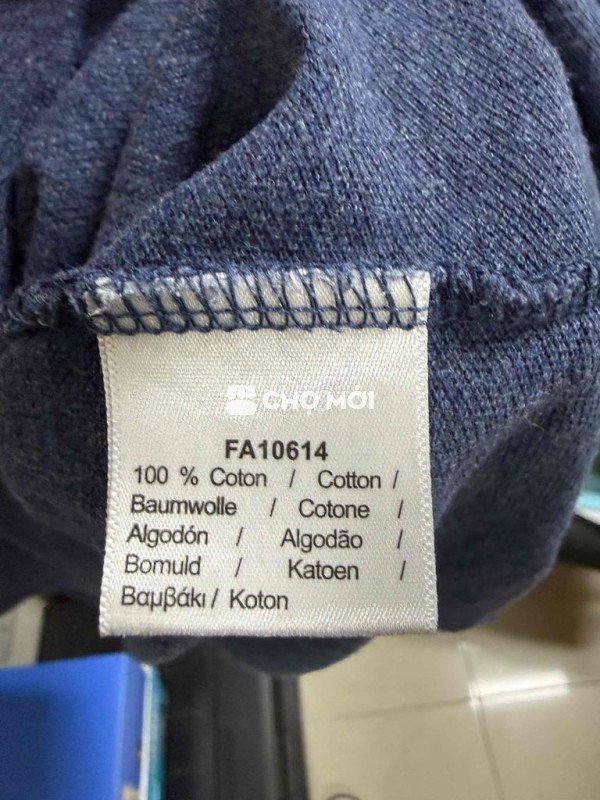 CHỢ MỚI
FA10614
100 % Coton / Cotton /
Baumwolle / Cotone /
Algodón / Algodão /
Bomuld / Katoen /
Βαμβάκι / Koton